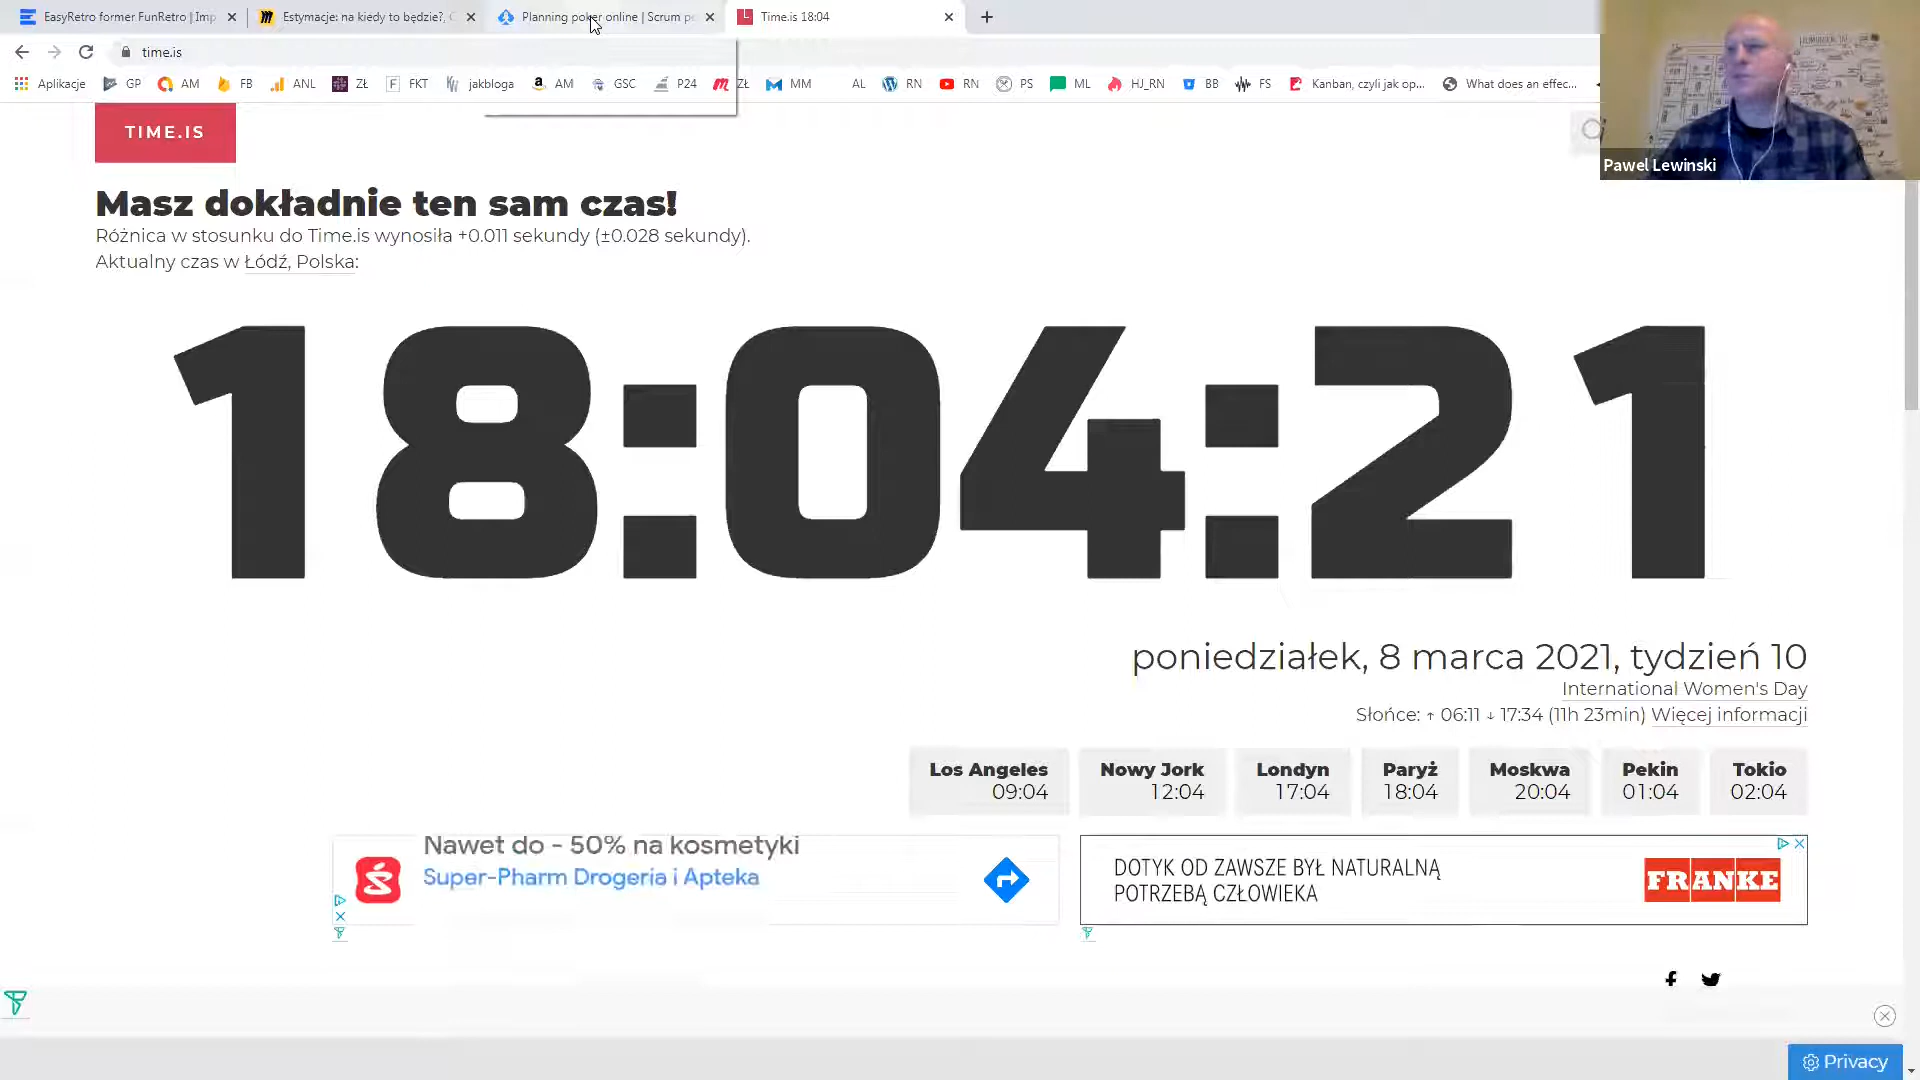 EasyRetro former FunRetro | Imp
Estymacje: na kiedy to będzie?,
Planning poker online | Scrum po
Time.is 18:04
time.is
Aplikacje GP AM FB ANL ZŁ FKT jakbloga AM GSC P24 ZŁ MM AL RN RN PS ML HJ_RN BB FS Kanban, czyli jak op... What does an effec...
Pawel Lewinski
TIME.IS
Masz dokładnie ten sam czas!
Różnica w stosunku do Time.is wynosiła +0.011 sekundy (±0.028 sekundy).
Aktualny czas w Łódź, Polska:
18:04:21
poniedziałek, 8 marca 2021, tydzień 10
International Women's Day
Słońce: ↑ 06:11 ↓ 17:34 (11h 23min) Więcej informacji
Los Angeles
09:04
Nowy Jork
12:04
Londyn
17:04
Paryż
18:04
Moskwa
20:04
Pekin
01:04
Tokio
02:04
Nawet do - 50% na kosmetyki
Super-Pharm Drogeria i Apteka
DOTYK OD ZAWSZE BYŁ NATURALNĄ
POTRZEBĄ CZŁOWIEKA
FRANKE
Privacy